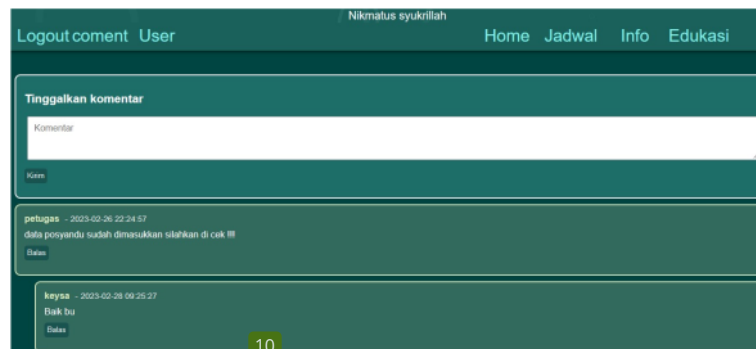 Nikmatus syukrillah
Logout coment User Home Jadwal Info Edukasi
Tinggalkan komentar
Komentar
Kirim
petugas - 2023-02-26 22:24:57
data posyandu sudah dimasukkan silahkan di cek !!!
Balas
keysa - 2023-02-28 09:25:27
Baik bu
Balas
10